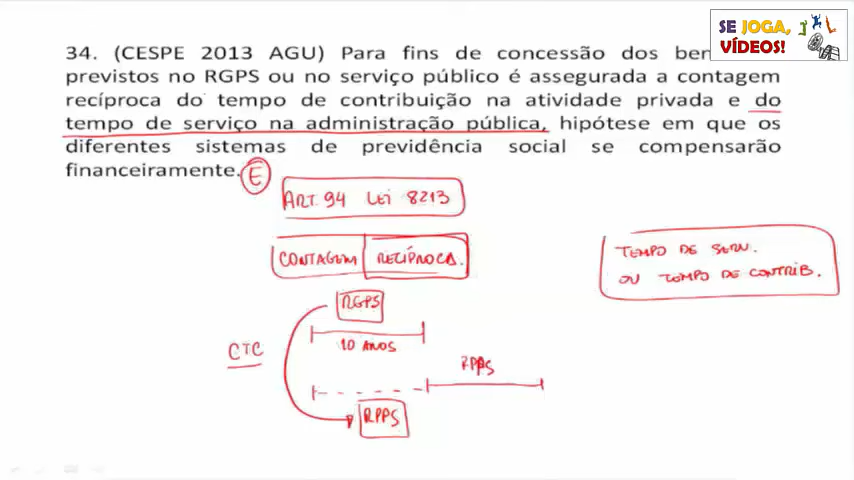 SE JOGA,
VÍDEOS!
34. (CESPE 2013 AGU) Para fins de concessão dos ben
previstos no RGPS ou no serviço público é assegurada a contagem
recíproca do tempo de contribuição na atividade privada e do
tempo de serviço na administração pública, hipótese em que os
diferentes sistemas de previdência social se compensarão
financeiramente. E
ART. 94 LEI 8213
CONTAGEM RECÍPROCA.
TEMPO DE SERV.
OU TEMPO DE CONTRIB.
RGPS
10 ANOS
CTC
RPPS
RPPS